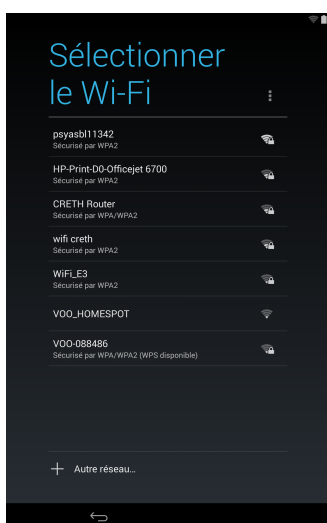 Sélectionner
le Wi-Fi
psyasbl11342
Sécurisé par WPA2
HP-Print-D0-Officejet 6700
Sécurisé par WPA2
CRETH Router
Sécurisé par WPA/WPA2
wifi creth
Sécurisé par WPA2
WiFi_E3
Sécurisé par WPA2
VOO_HOMESPOT
VOO-088486
Sécurisé par WPA/WPA2 (WPS disponible)
Autre réseau...